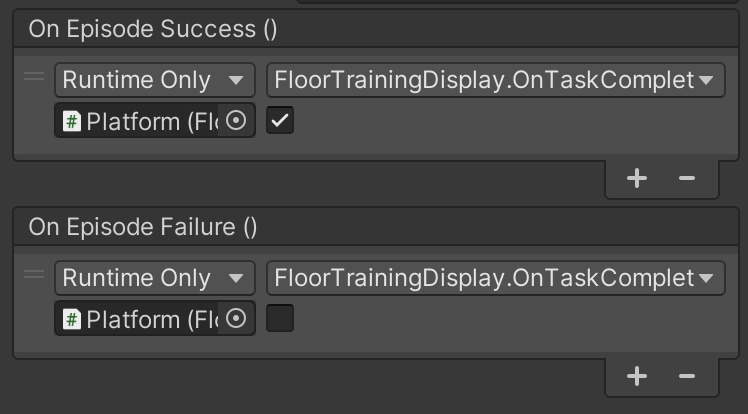 On Episode Success ()
Runtime Only
FloorTrainingDisplay.OnTaskComplet
# Platform (Flo
+ −
On Episode Failure ()
Runtime Only
FloorTrainingDisplay.OnTaskComplet
# Platform (Flo
+ −